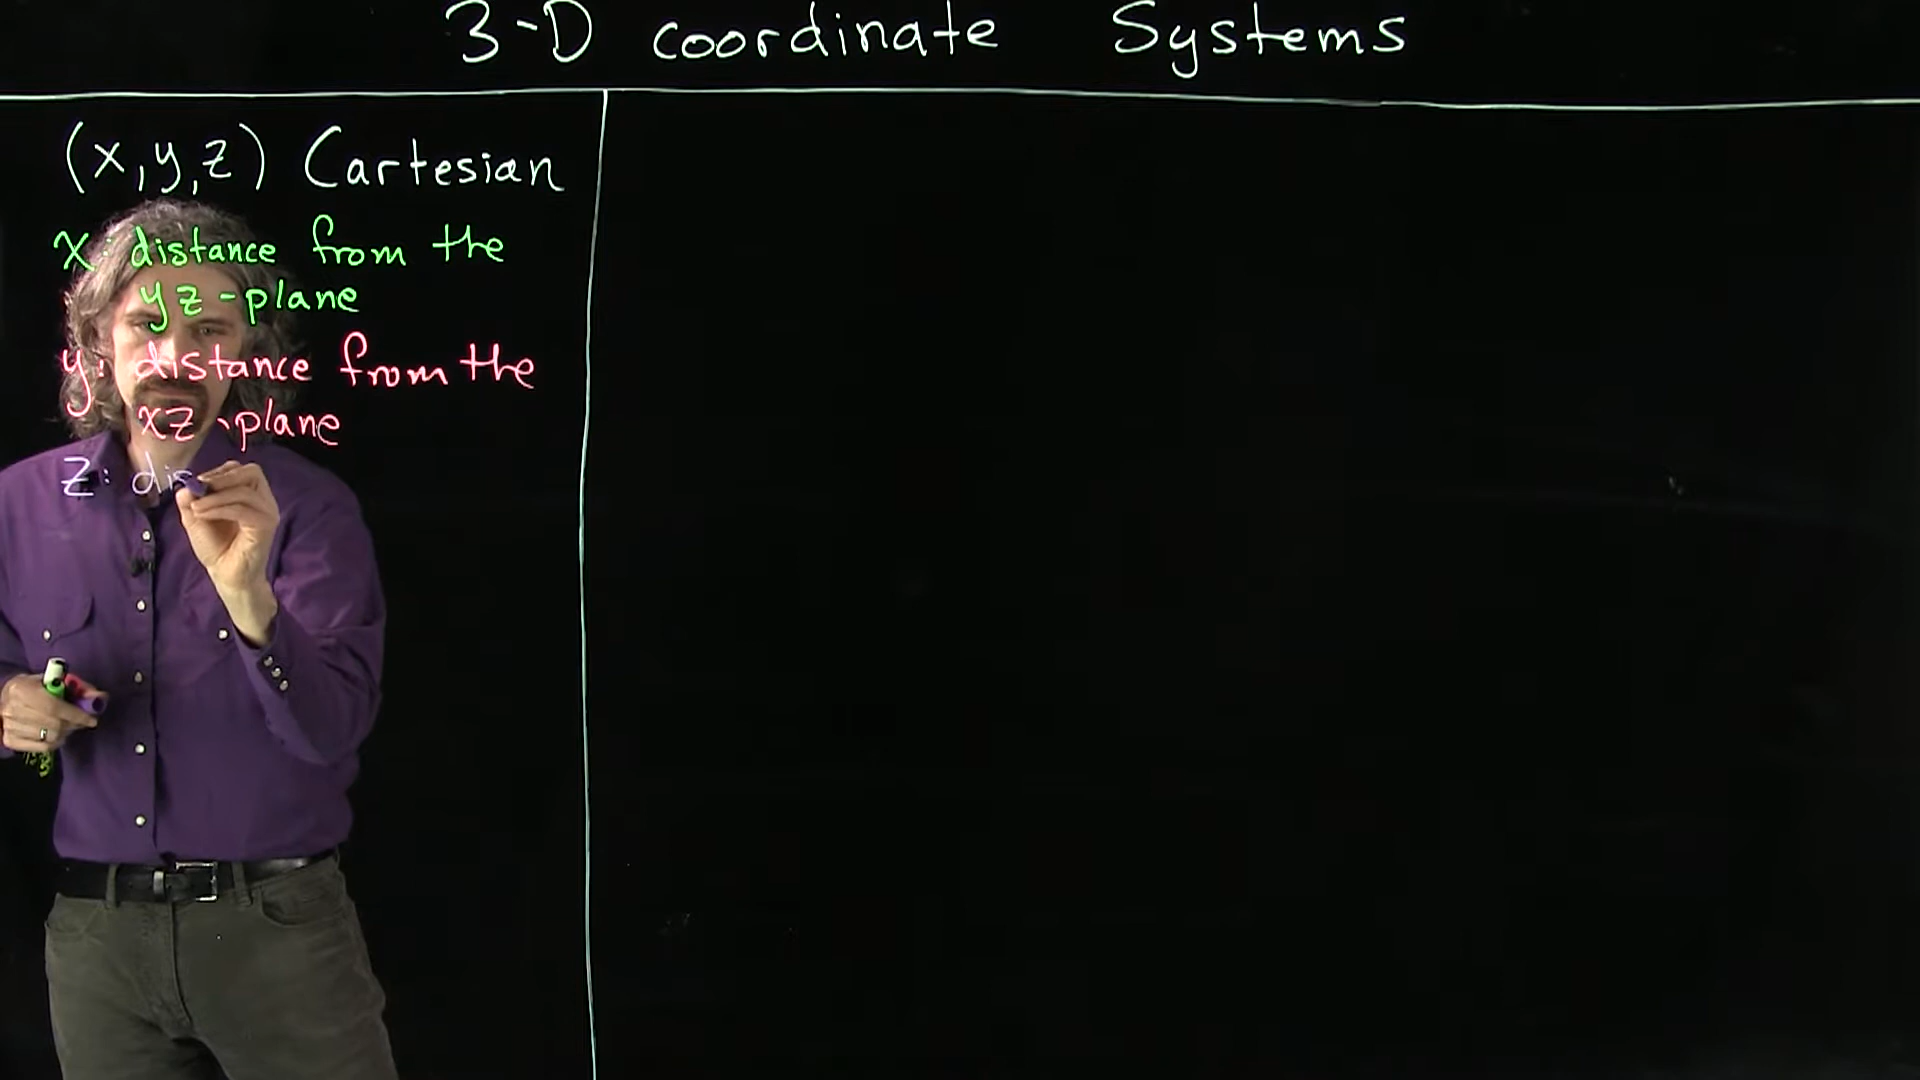 3-D coordinate Systems
(x,y,z) Cartesian
x: distance from the
yz-plane
y: distance from the
xz-plane
z: dis